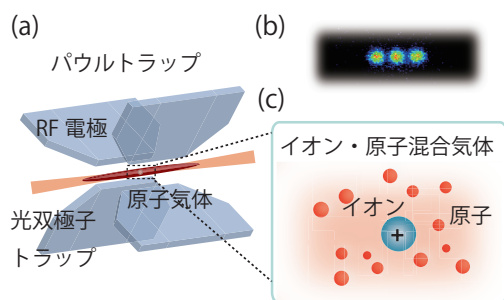 (a)
パウルトラップ
RF 電極
原子気体
光双極子
トラップ
(b)
(c)
イオン・原子混合気体
イオン
原子
+